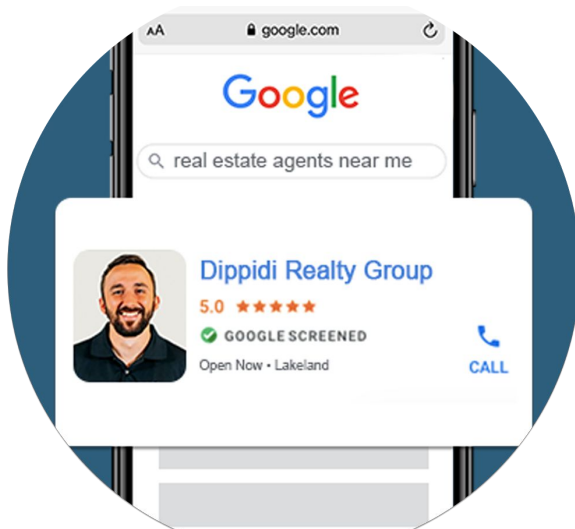 AA google.com
Google
real estate agents near me
Dippidi Realty Group
5.0
GOOGLE SCREENED
Open Now • Lakeland
CALL